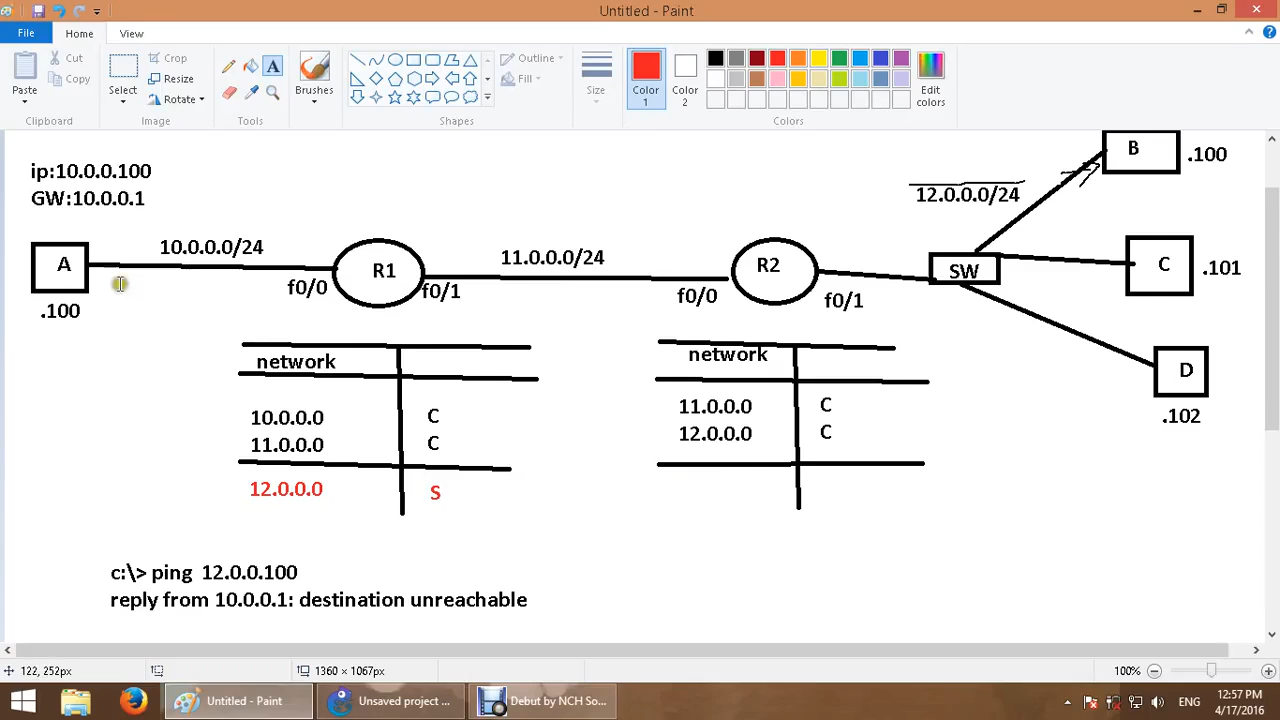 Untitled - Paint
File
Home
View
Paste
Cut
Copy
Clipboard
Select
Resize
Rotate
Image
A
Tools
Brushes
Outline
Fill
Shapes
Size
Color 1
Color 2
Edit colors
Colors
ip:10.0.0.100
GW:10.0.0.1
A
.100
10.0.0.0/24
f0/0
R1
f0/1
11.0.0.0/24
f0/0
R2
f0/1
SW
12.0.0.0/24
B
.100
C
.101
D
.102
network
10.0.0.0 C
11.0.0.0 C
12.0.0.0 S
network
11.0.0.0 C
12.0.0.0 C
c:\> ping 12.0.0.100
reply from 10.0.0.1: destination unreachable
122, 252px
1360 × 1067px
100%
Untitled - Paint
Unsaved project ...
Debut by NCH So...
ENG
12:57 PM
4/17/2016